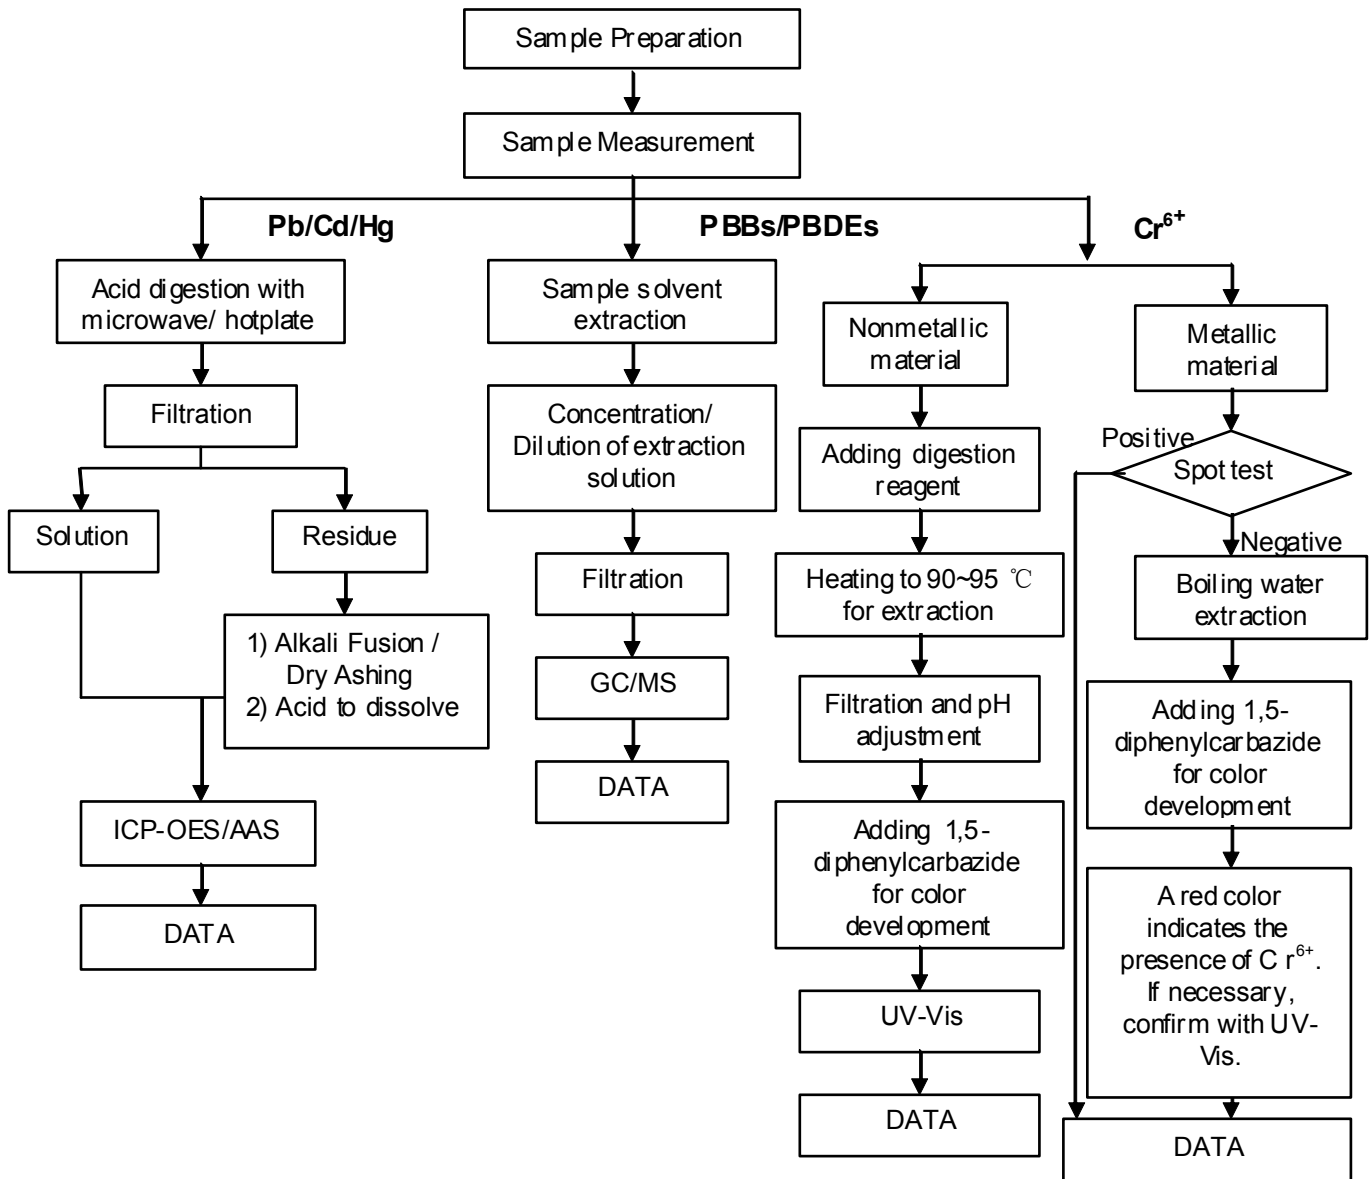 Sample Preparation
Sample Measurement
Pb/Cd/Hg
PBBs/PBDEs
Cr⁶⁺
Acid digestion with
microwave/ hotplate
Filtration
Solution
Residue
1) Alkali Fusion /
Dry Ashing
2) Acid to dissolve
ICP-OES/AAS
DATA
Sample solvent
extraction
Concentration/
Dilution of extraction
solution
Filtration
GC/MS
DATA
Nonmetallic
material
Adding digestion
reagent
Heating to 90~95 ℃
for extraction
Filtration and pH
adjustment
Adding 1,5-
diphenylcarbazide
for color
development
UV-Vis
DATA
Metallic
material
Positive
Spot test
Negative
Boiling water
extraction
Adding 1,5-
diphenylcarbazide
for color
development
A red color
indicates the
presence of Cr⁶⁺.
If necessary,
confirm with UV-
Vis.
DATA